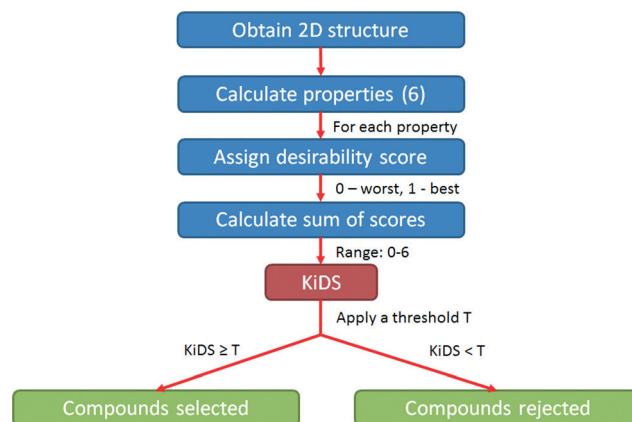 Obtain 2D structure
Calculate properties (6)
For each property
Assign desirability score
0 – worst, 1 - best
Calculate sum of scores
Range: 0-6
KiDS
Apply a threshold T
KiDS ≥ T
KiDS < T
Compounds selected
Compounds rejected